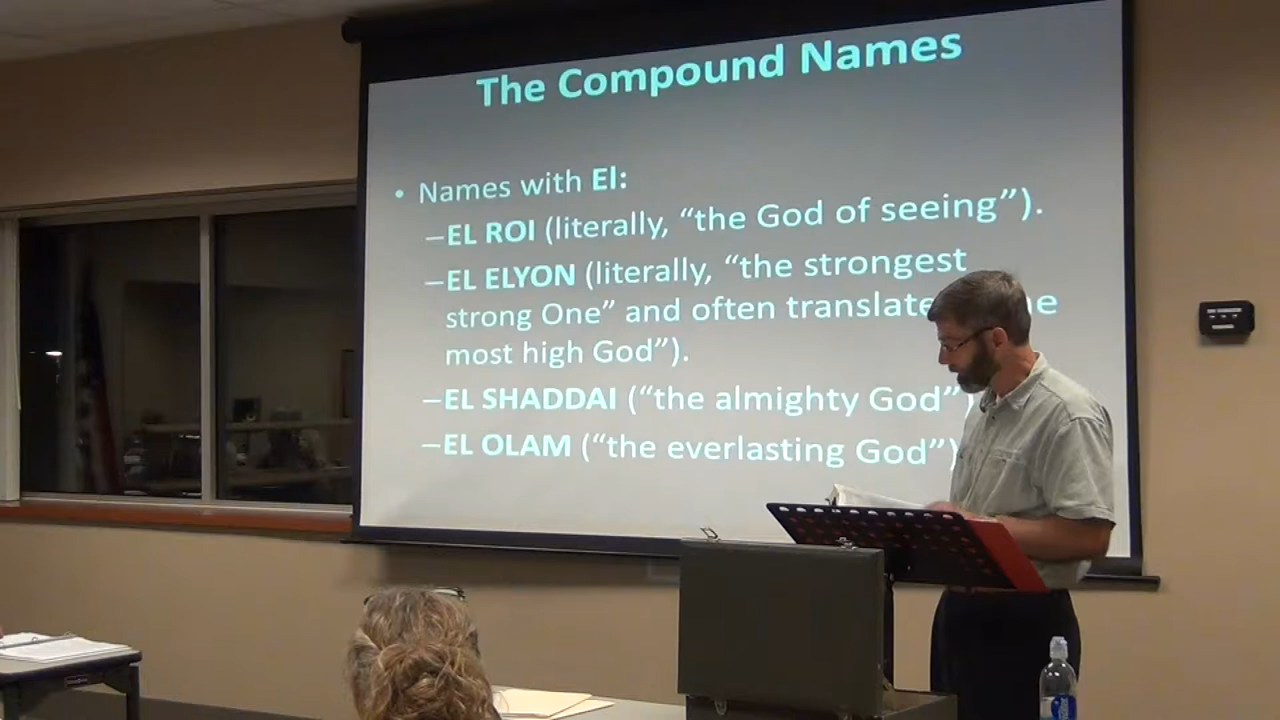 The Compound Names
• Names with El:
–EL ROI (literally, “the God of seeing”).
–EL ELYON (literally, “the strongest
strong One” and often translate
most high God”).
–EL SHADDAI (“the almighty God”)
–EL OLAM (“the everlasting God”)